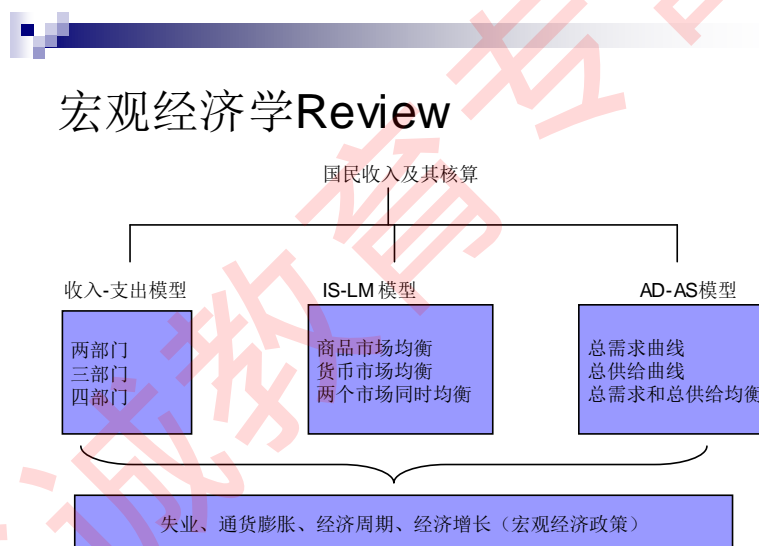 宏观经济学Review
国民收入及其核算
收入-支出模型
两部门
三部门
四部门
IS-LM 模型
商品市场均衡
货币市场均衡
两个市场同时均衡
AD-AS模型
总需求曲线
总供给曲线
总需求和总供给均衡
失业、通货膨胀、经济周期、经济增长（宏观经济政策）
诚教育专